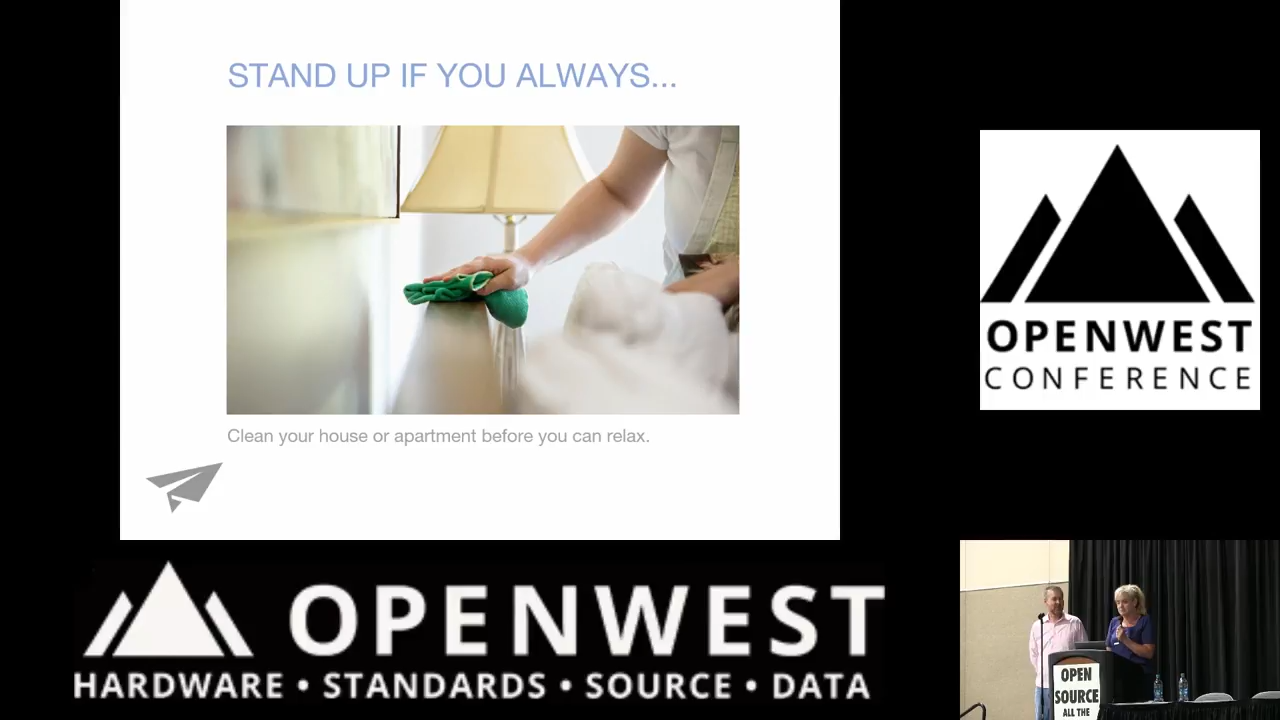 STAND UP IF YOU ALWAYS...
Clean your house or apartment before you can relax.
OPENWEST
CONFERENCE
OPENWEST
HARDWARE • STANDARDS • SOURCE • DATA
OPEN
SOURCE
ALL THE